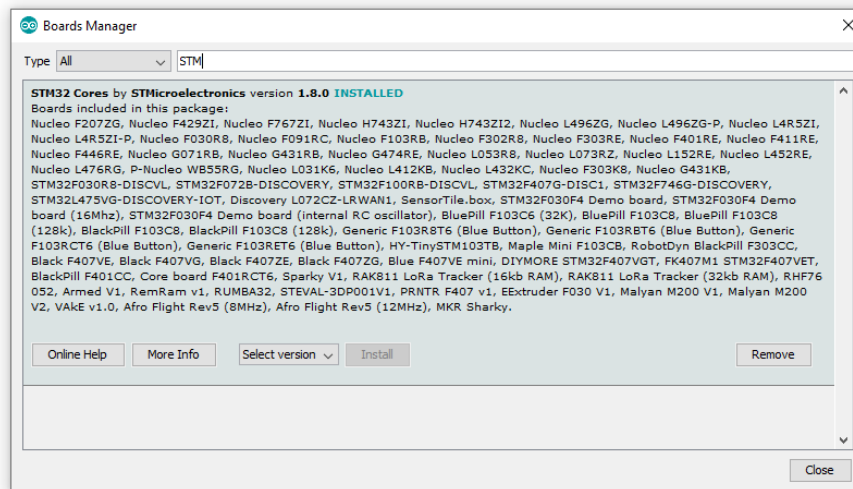 Boards Manager
Type All STM
STM32 Cores by STMicroelectronics version 1.8.0 INSTALLED
Boards included in this package:
Nucleo F207ZG, Nucleo F429ZI, Nucleo F767ZI, Nucleo H743ZI, Nucleo H743ZI2, Nucleo L496ZG, Nucleo L496ZG-P, Nucleo L4R5ZI,
Nucleo L4R5ZI-P, Nucleo F030R8, Nucleo F091RC, Nucleo F103RB, Nucleo F302R8, Nucleo F303RE, Nucleo F401RE, Nucleo F411RE,
Nucleo F446RE, Nucleo G071RB, Nucleo G431RB, Nucleo G474RE, Nucleo L053R8, Nucleo L073RZ, Nucleo L152RE, Nucleo L452RE,
Nucleo L476RG, P-Nucleo WB55RG, Nucleo L031K6, Nucleo L412KB, Nucleo L432KC, Nucleo F303K8, Nucleo G431KB,
STM32F030R8-DISCVL, STM32F072B-DISCOVERY, STM32F100RB-DISCVL, STM32F407G-DISC1, STM32F746G-DISCOVERY,
STM32L475VG-DISCOVERY-IOT, Discovery L072CZ-LRWAN1, SensorTile.box, STM32F030F4 Demo board, STM32F030F4 Demo
board (16Mhz), STM32F030F4 Demo board (internal RC oscillator), BluePill F103C6 (32K), BluePill F103C8, BluePill F103C8
(128k), BlackPill F103C8, BlackPill F103C8 (128k), Generic F103R8T6 (Blue Button), Generic F103RBT6 (Blue Button), Generic
F103RCT6 (Blue Button), Generic F103RET6 (Blue Button), HY-TinySTM103TB, Maple Mini F103CB, RobotDyn BlackPill F303CC,
Black F407VE, Black F407VG, Black F407ZE, Black F407ZG, Blue F407VE mini, DIYMORE STM32F407VGT, FK407M1 STM32F407VET,
BlackPill F401CC, Core board F401RCT6, Sparky V1, RAK811 LoRa Tracker (16kb RAM), RAK811 LoRa Tracker (32kb RAM), RHF76
052, Armed V1, RemRam v1, RUMBA32, STEVAL-3DP001V1, PRNTR F407 v1, EExtruder F030 V1, Malyan M200 V1, Malyan M200
V2, VAkE v1.0, Afro Flight Rev5 (8MHz), Afro Flight Rev5 (12MHz), MKR Sharky.
Online Help More Info Select version Install Remove
Close